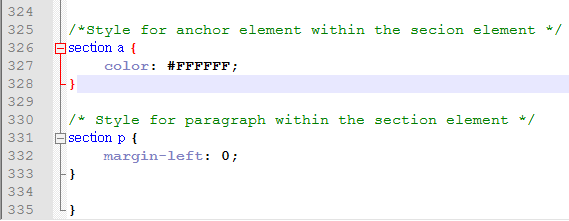 324
325 /*Style for anchor element within the secion element */
326 section a {
327 color: #FFFFFF;
328 }
329
330 /* Style for paragraph within the section element */
331 section p {
332 margin-left: 0;
333 }
334
335 }